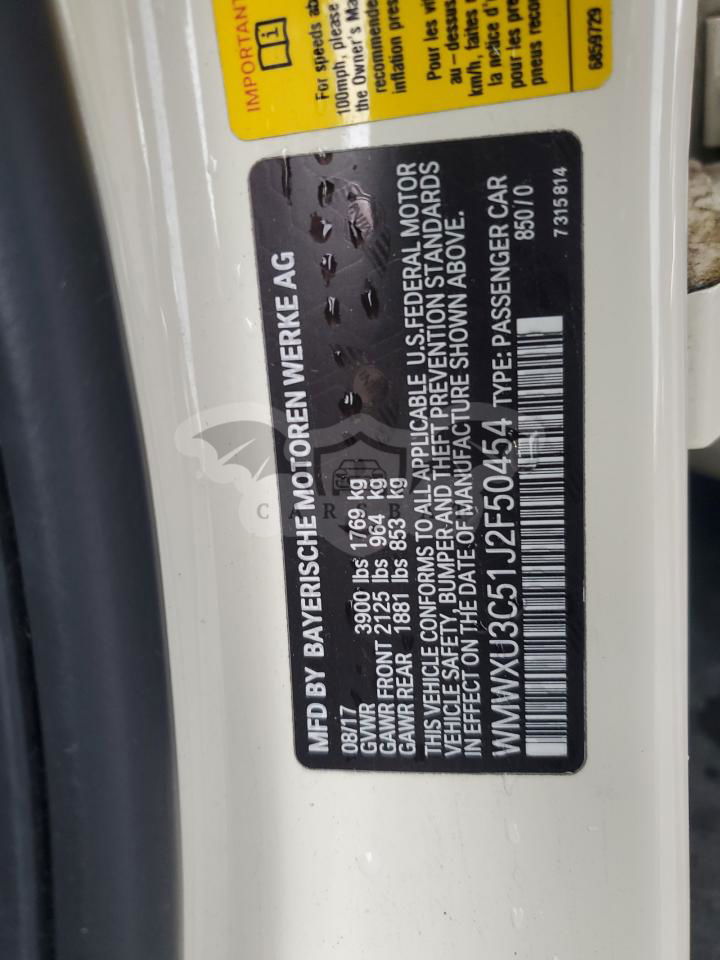 IMPORTANT
For speeds ab
100mph, please
the Owner's Ma
recommende
inflation pres
Pour les vit
au - dessus
km/h, faites
la notice d'
pour les pre
pneus recom
6859729
MFD BY BAYERISCHE MOTOREN WERKE AG
08/17
GVWR 3900 lbs 1769 kg
GAWR FRONT 2125 lbs 964 kg
GAWR REAR 1881 lbs 853 kg
THIS VEHICLE CONFORMS TO ALL APPLICABLE U.S.FEDERAL MOTOR
VEHICLE SAFETY, BUMPER AND THEFT PREVENTION STANDARDS
IN EFFECT ON THE DATE OF MANUFACTURE SHOWN ABOVE.
WMWXU3C51J2F50454 TYPE: PASSENGER CAR
850/0
7 315 814